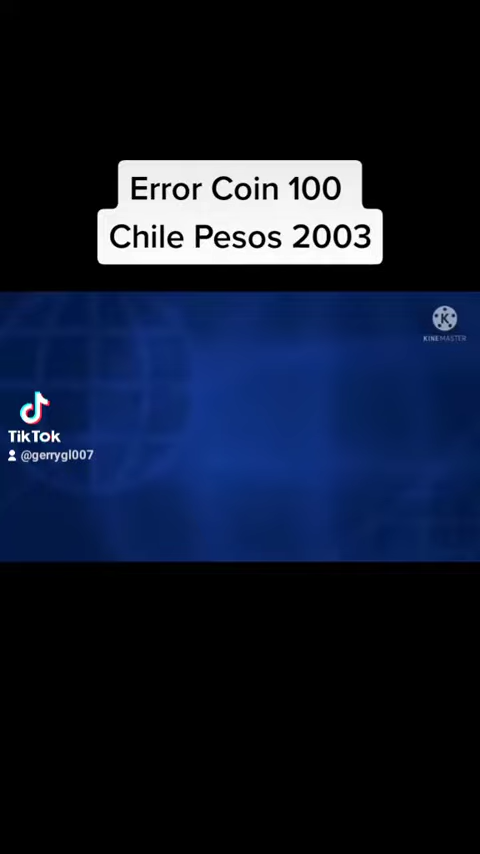 Error Coin 100
Chile Pesos 2003
K
KINEMASTER
TikTok
@gerrygl007